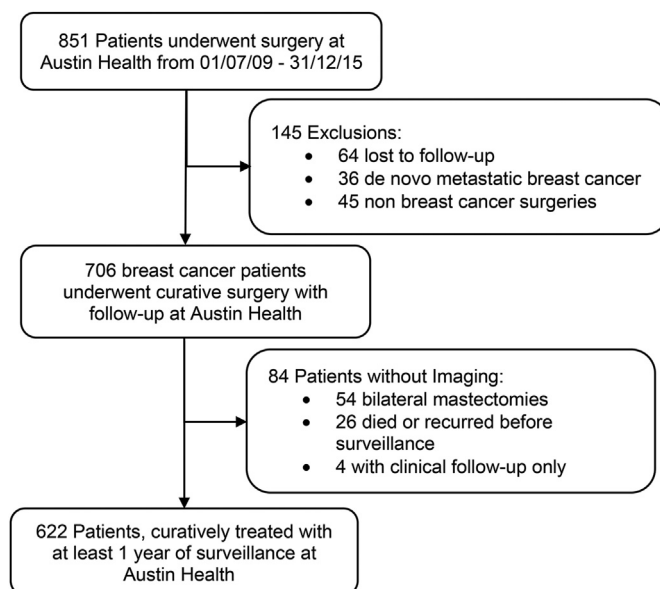 851 Patients underwent surgery at
Austin Health from 01/07/09 - 31/12/15
145 Exclusions:
• 64 lost to follow-up
• 36 de novo metastatic breast cancer
• 45 non breast cancer surgeries
706 breast cancer patients
underwent curative surgery with
follow-up at Austin Health
84 Patients without Imaging:
• 54 bilateral mastectomies
• 26 died or recurred before
surveillance
• 4 with clinical follow-up only
622 Patients, curatively treated with
at least 1 year of surveillance at
Austin Health